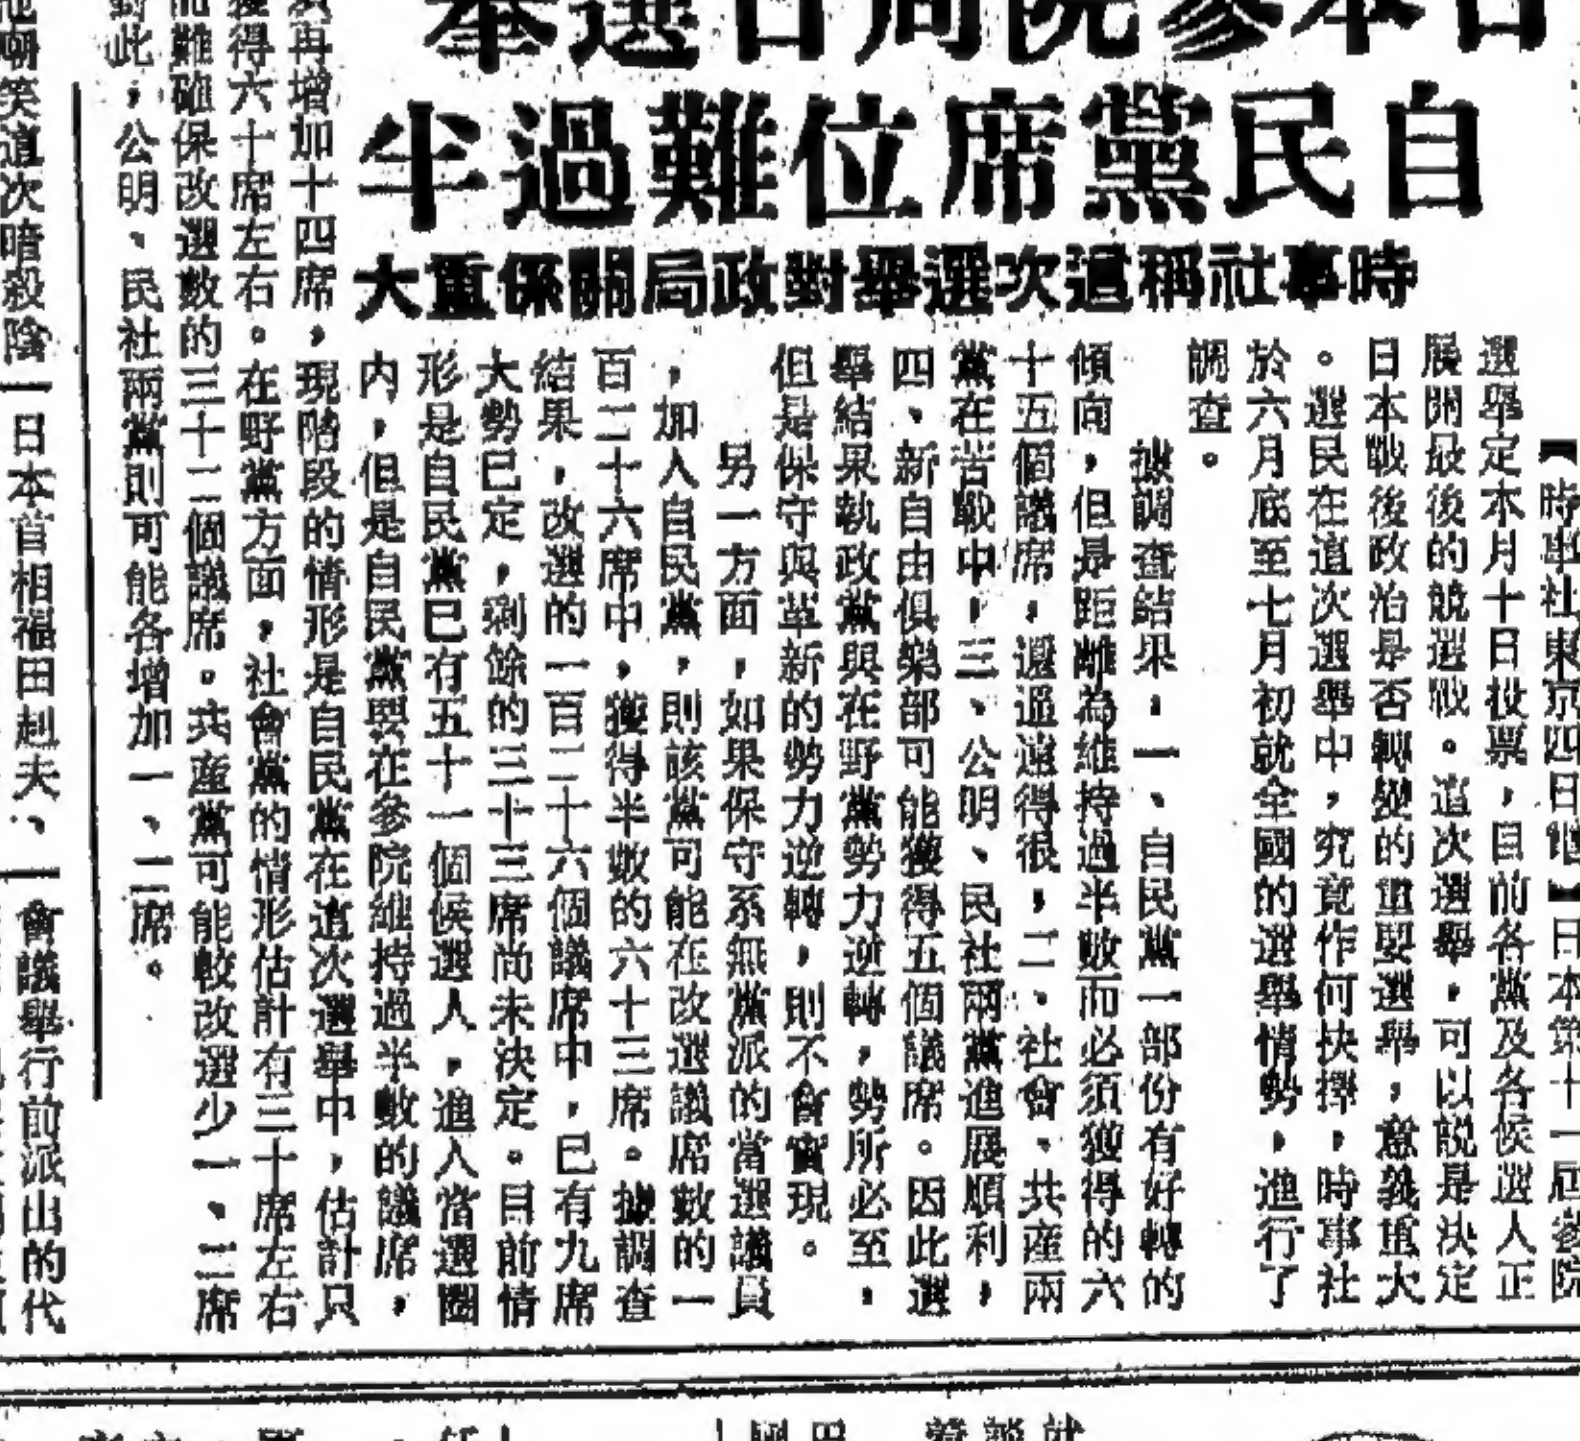 日本參院周日選舉
自民黨席位難過半
時事社稱這次選舉對政局關係重大
【時事社東京四日電】日本第十一屆參院
選舉定本月十日投票，目前各黨及各候選人正
展開最後的競選戰。這次選舉，可以說是決定
日本戰後政治是否轉變的重要選舉，意義重大
。選民在這次選舉中，究竟作何抉擇，時事社
於六月底至七月初就全國的選舉情勢，進行了
調查。
據調查結果，一、自民黨一部份有好轉的
傾向，但是距離為維持過半數而必須獲得的六
十五個議席，還遙遠得很，二、社會、共產兩
黨在苦戰中，三、公明、民社兩黨進展順利，
四、新自由俱樂部可能獲得五個議席。因此選
舉結果執政黨與在野黨勢力逆轉，勢所必至，
但是保守與革新的勢力逆轉，則不會實現。
另一方面，如果保守系無黨派的當選議員
，加入自民黨，則該黨可能在改選議席數的一
百二十六席中，獲得半數的六十三席。據調查
結果，改選的一百二十六個議席中，已有九席
大勢已定，剩餘的三十三席尚未決定。目前情
形是自民黨已有五十一個候選人，進入當選圈
內，但是自民黨要在參院維持過半數的議席，
再增加十四席，現階段的情形是自民黨在這次選舉中，估計只
獲得六十席左右。在野黨方面，社會黨的情形估計有三十席左右
難確保改選數的三十二個議席。共產黨可能較改選少一、二席
對此，公明、民社兩黨則可能各增加一、二席。
嘲笑這次暗殺陰
日本首相福田赳夫、
會議舉行前派出的代